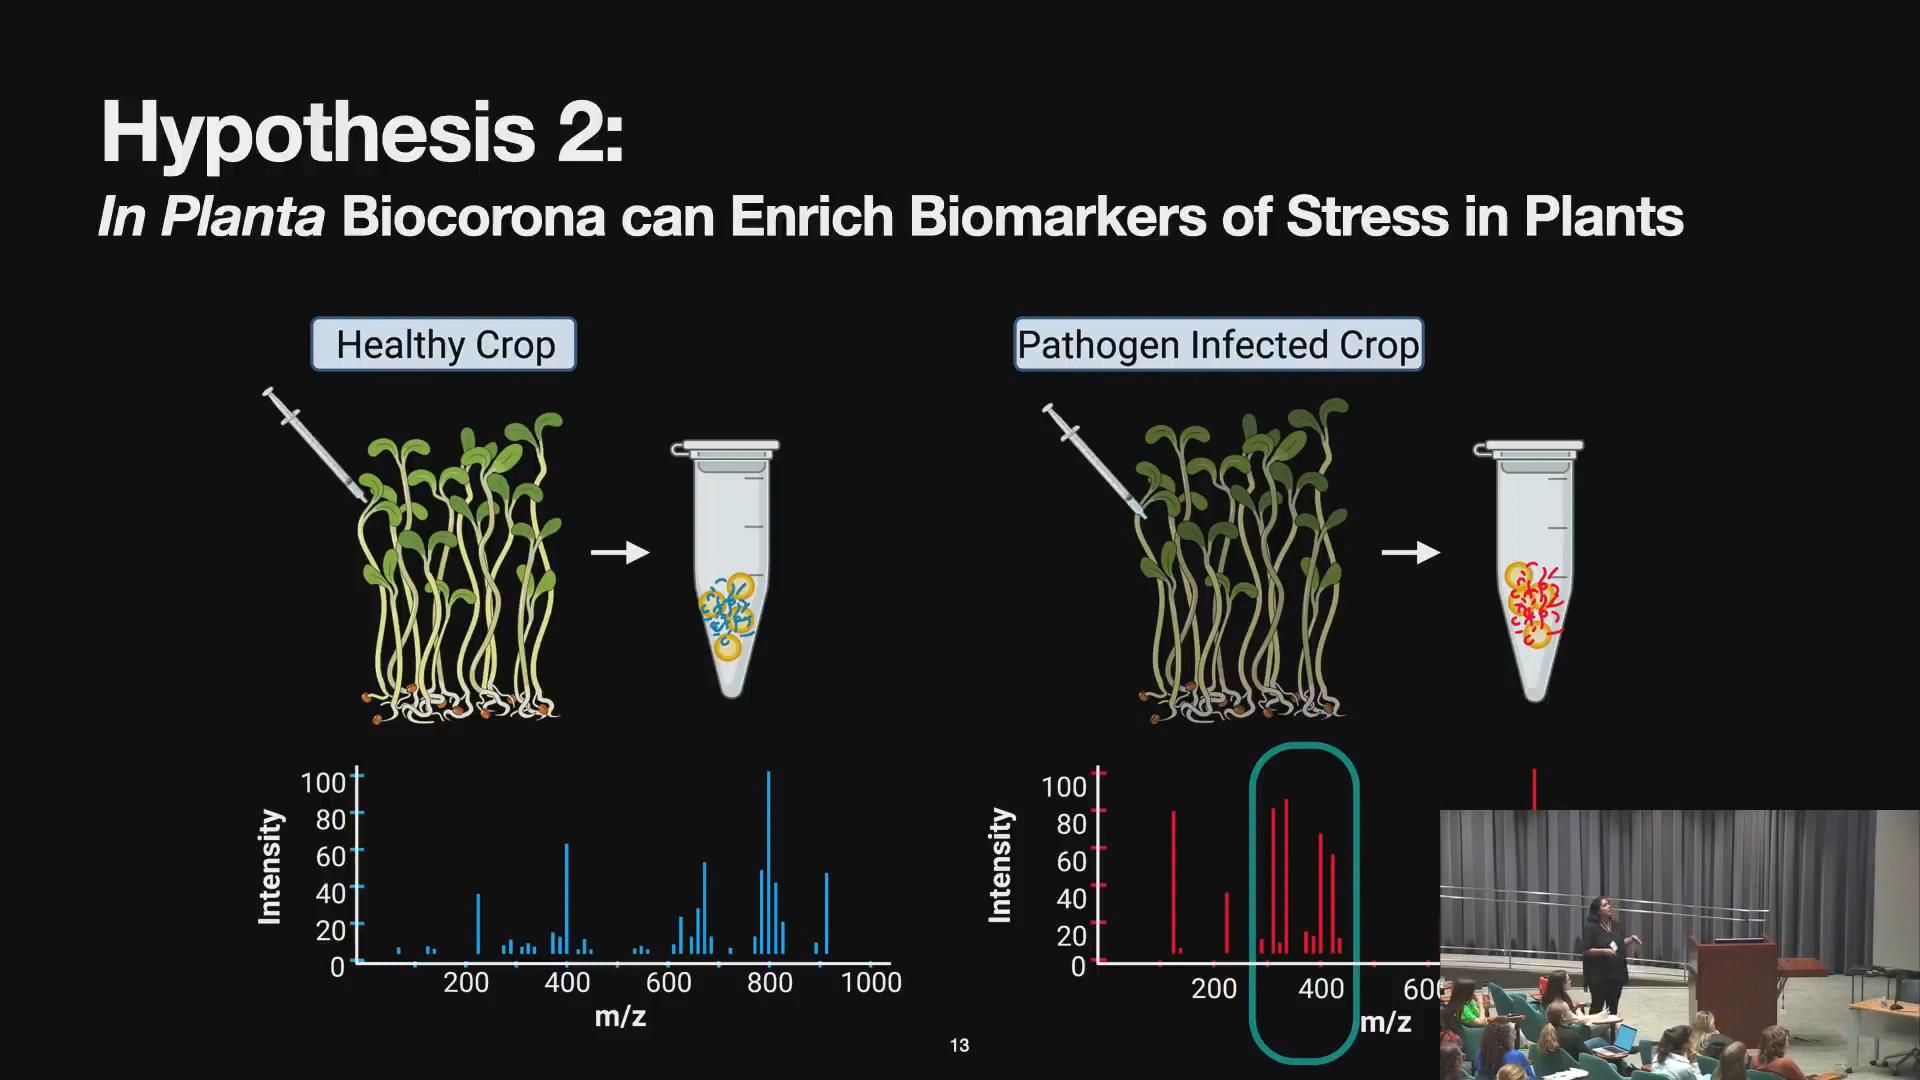 Hypothesis 2:
In Planta Biocorona can Enrich Biomarkers of Stress in Plants
Healthy Crop
Pathogen Infected Crop
Intensity
100
80
60
40
20
0
200 400 600 800 1000
m/z
Intensity
100
80
60
40
20
0
200 400
m/z
13